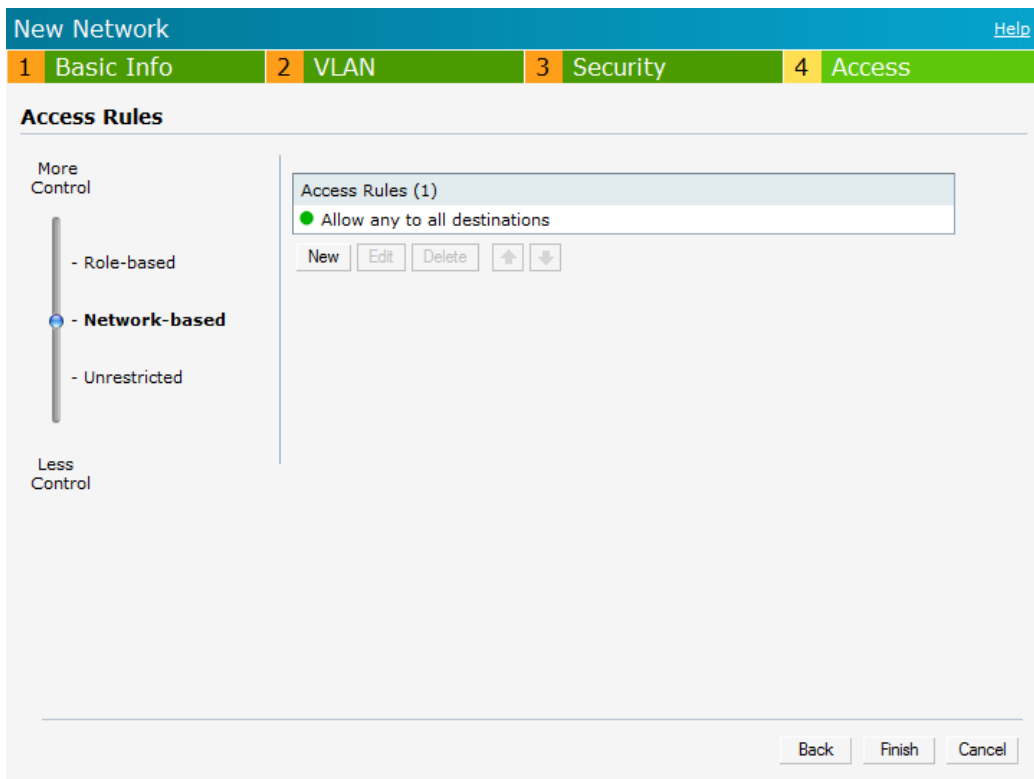 New Network
Help
1 Basic Info
2 VLAN
3 Security
4 Access
Access Rules
More
Control
- Role-based
- Network-based
- Unrestricted
Less
Control
Access Rules (1)
Allow any to all destinations
New
Edit
Delete
Back
Finish
Cancel